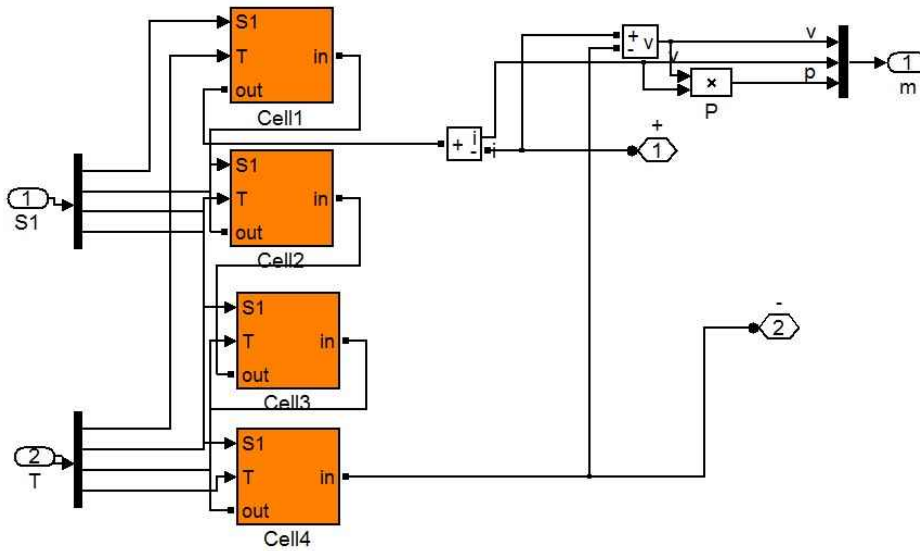 S1
T
in
out
Cell1
S1
T
in
out
Cell2
S1
T
in
out
Cell3
S1
T
in
out
Cell4
1
S1
2
T
+
i
-
i
+
-
v
v
×
P
v
p
1
m
+
1
-
2